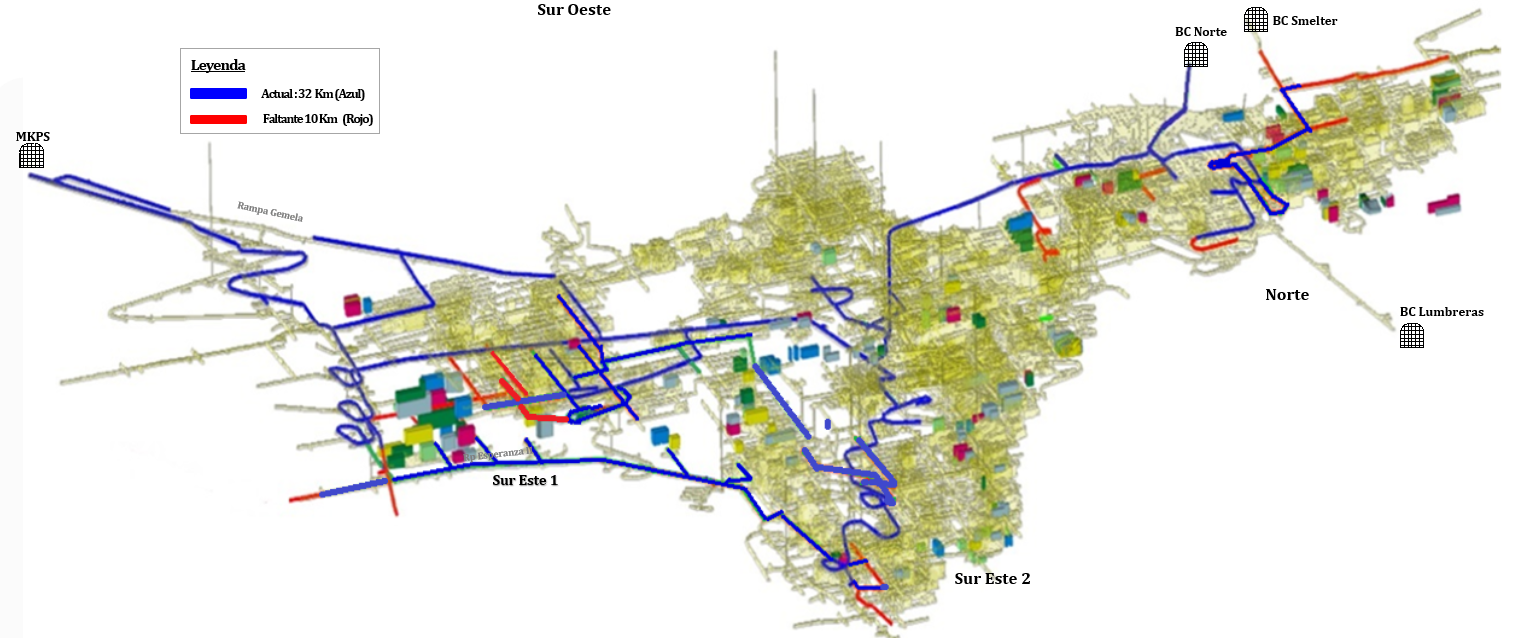 Sur Oeste
BC Smelter
BC Norte
Leyenda
Actual : 32 Km (Azul)
Faltante 10 Km (Rojo)
MKPS
Rampa Gemela
Norte
BC Lumbreras
Esperanza
Sur Este 1
Sur Este 2